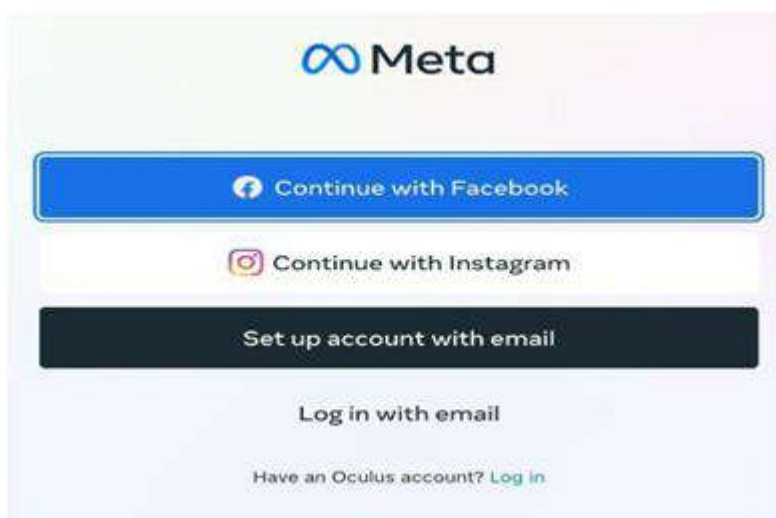 Meta
Continue with Facebook
Continue with Instagram
Set up account with email
Log in with email
Have an Oculus account? Log in